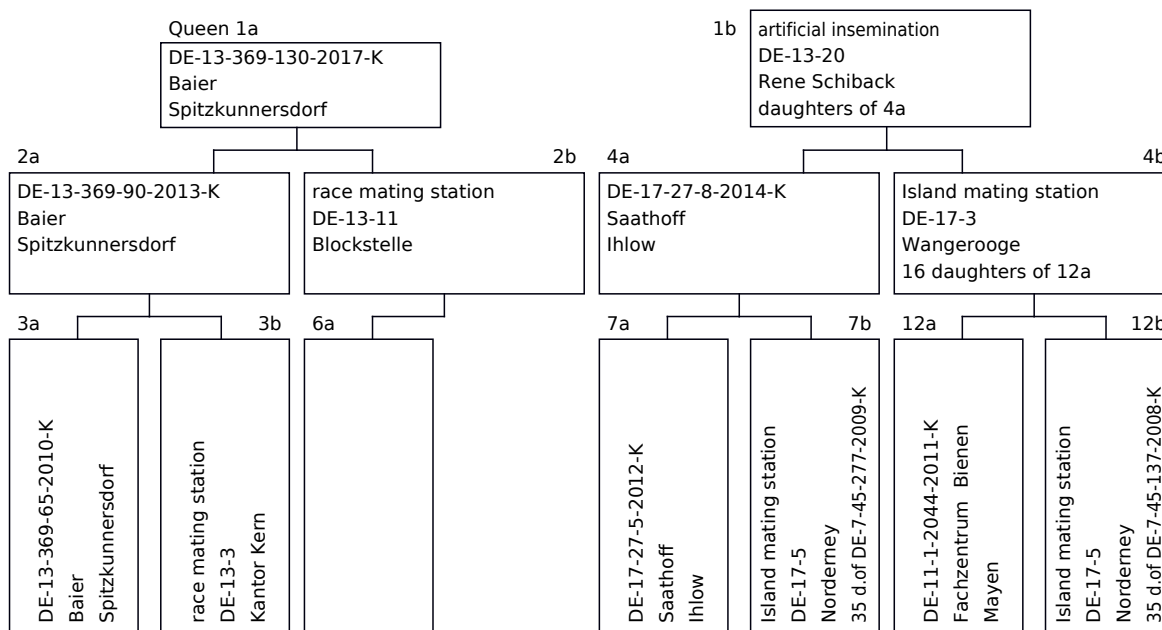 Queen 1a
DE-13-369-130-2017-K
Baier
Spitzkunnersdorf
1b
artificial insemination
DE-13-20
Rene Schiback
daughters of 4a
2a
DE-13-369-90-2013-K
Baier
Spitzkunnersdorf
2b
race mating station
DE-13-11
Blockstelle
4a
DE-17-27-8-2014-K
Saathoff
Ihlow
4b
Island mating station
DE-17-3
Wangerooge
16 daughters of 12a
3a
DE-13-369-65-2010-K
Baier
Spitzkunnersdorf
3b
race mating station
DE-13-3
Kantor Kern
6a
7a
DE-17-27-5-2012-K
Saathoff
Ihlow
7b
Island mating station
DE-17-5
Norderney
35 d.of DE-7-45-277-2009-K
12a
DE-11-1-2044-2011-K
Fachzentrum Bienen
Mayen
12b
Island mating station
DE-17-5
Norderney
35 d.of DE-7-45-137-2008-K